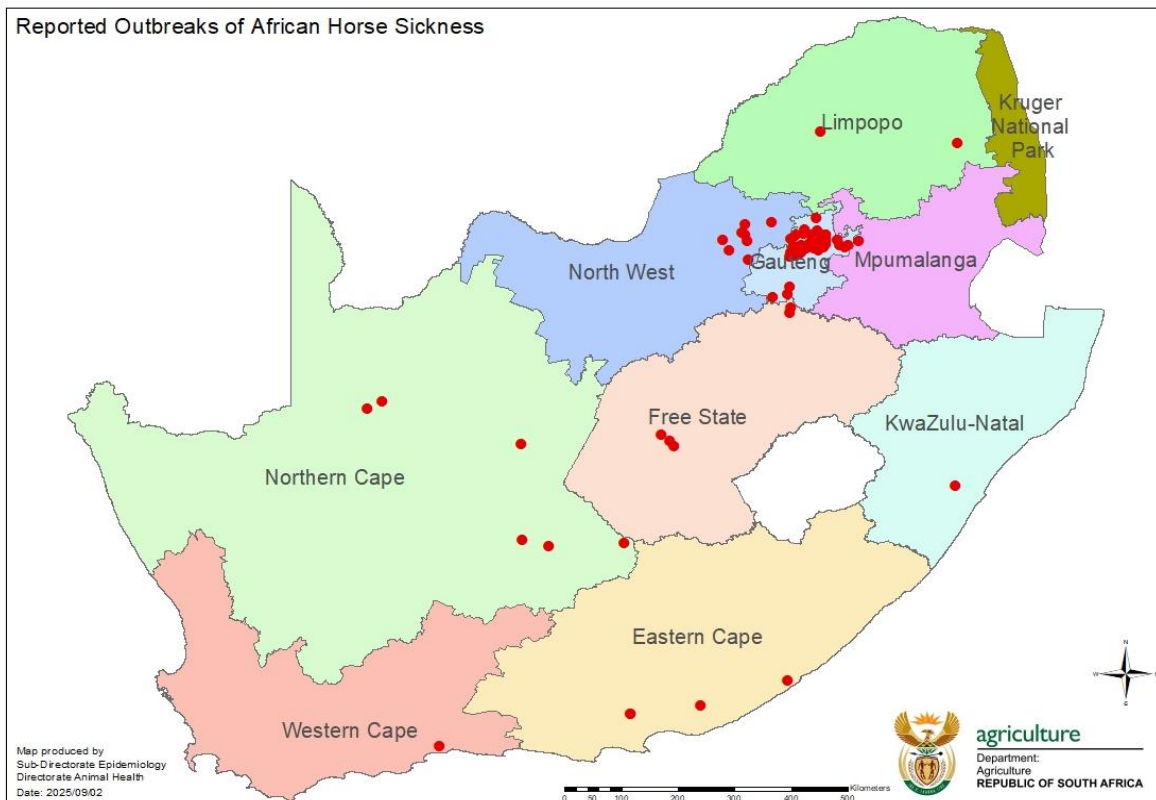 Reported Outbreaks of African Horse Sickness
Limpopo
Kruger
National
Park
North West
Gauteng
Mpumalanga
Free State
KwaZulu-Natal
Northern Cape
Eastern Cape
Western Cape
N
W
S
Map produced by
Sub-Directorate Epidemiology
Directorate Animal Health
Date: 2025/09/02
Kilometers
0 50 100 200 300 400 500
agriculture
Department:
Agriculture
REPUBLIC OF SOUTH AFRICA